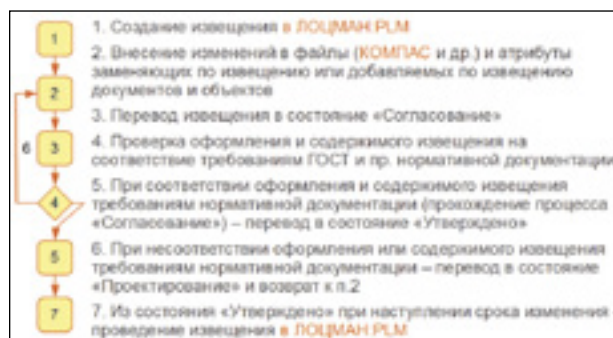 1
2
3
4
5
7
6
1. Создание извещения в ЛОЦМАН:PLM
2. Внесение изменений в файлы (КОМПАС и др.) и атрибуты
заменяющих по извещению или добавляемых по извещению
документов и объектов
3. Перевод извещения в состояние «Согласование»
4. Проверка оформления и содержимого извещения на
соответствие требованиям ГОСТ и пр. нормативной документации
5. При соответствии оформления и содержимого извещения
требованиям нормативной документации (прохождение процесса
«Согласование») – перевод в состояние «Утверждено»
6. При несоответствии оформления или содержимого извещения
требованиям нормативной документации – перевод в состояние
«Проектирование» и возврат к п.2
7. Из состояния «Утверждено» при наступлении срока изменения
проведение извещения в ЛОЦМАН:PLM